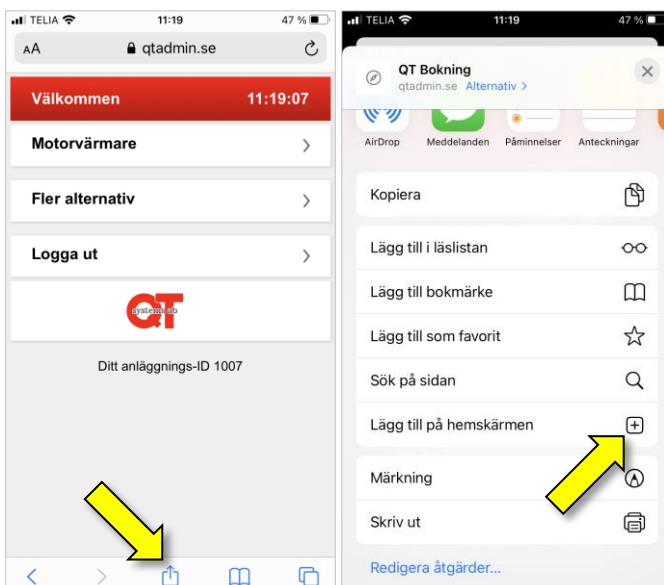 TELIA 11:19 47 %
AA qtadmin.se
Välkommen 11:19:07
Motorvärmare
Fler alternativ
Logga ut
QT
systems ab
Ditt anläggnings-ID 1007
TELIA 11:19 47 %
QT Bokning
qtadmin.se Alternativ >
AirDrop Meddelanden Påminnelser Anteckningar
Kopiera
Lägg till i läslistan
Lägg till bokmärke
Lägg till som favorit
Sök på sidan
Lägg till på hemskärmen
Märkning
Skriv ut
Redigera åtgärder...